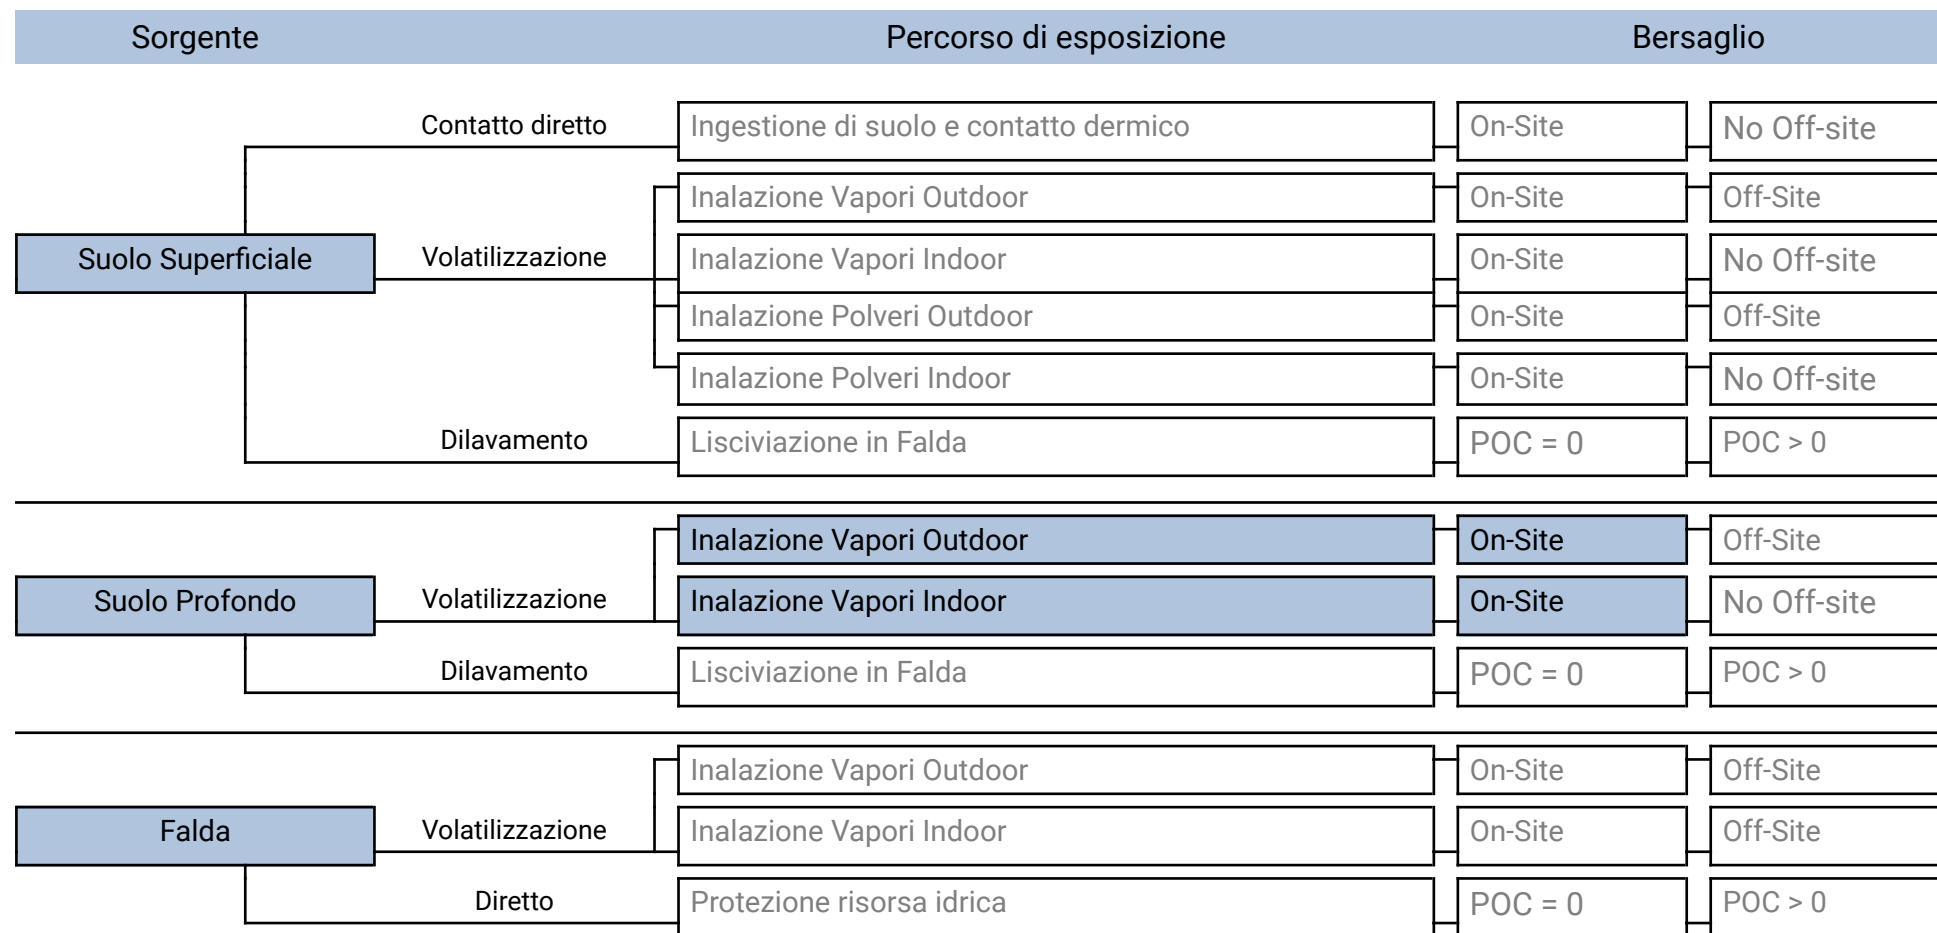 Sorgente Percorso di esposizione Bersaglio
Contatto diretto Ingestione di suolo e contatto dermico On-Site No Off-site
Inalazione Vapori Outdoor On-Site Off-Site
Suolo Superficiale Volatilizzazione Inalazione Vapori Indoor On-Site No Off-site
Inalazione Polveri Outdoor On-Site Off-Site
Inalazione Polveri Indoor On-Site No Off-site
Dilavamento Lisciviazione in Falda POC = 0 POC > 0
Inalazione Vapori Outdoor On-Site Off-Site
Suolo Profondo Volatilizzazione Inalazione Vapori Indoor On-Site No Off-site
Dilavamento Lisciviazione in Falda POC = 0 POC > 0
Inalazione Vapori Outdoor On-Site Off-Site
Falda Volatilizzazione Inalazione Vapori Indoor On-Site Off-Site
Diretto Protezione risorsa idrica POC = 0 POC > 0